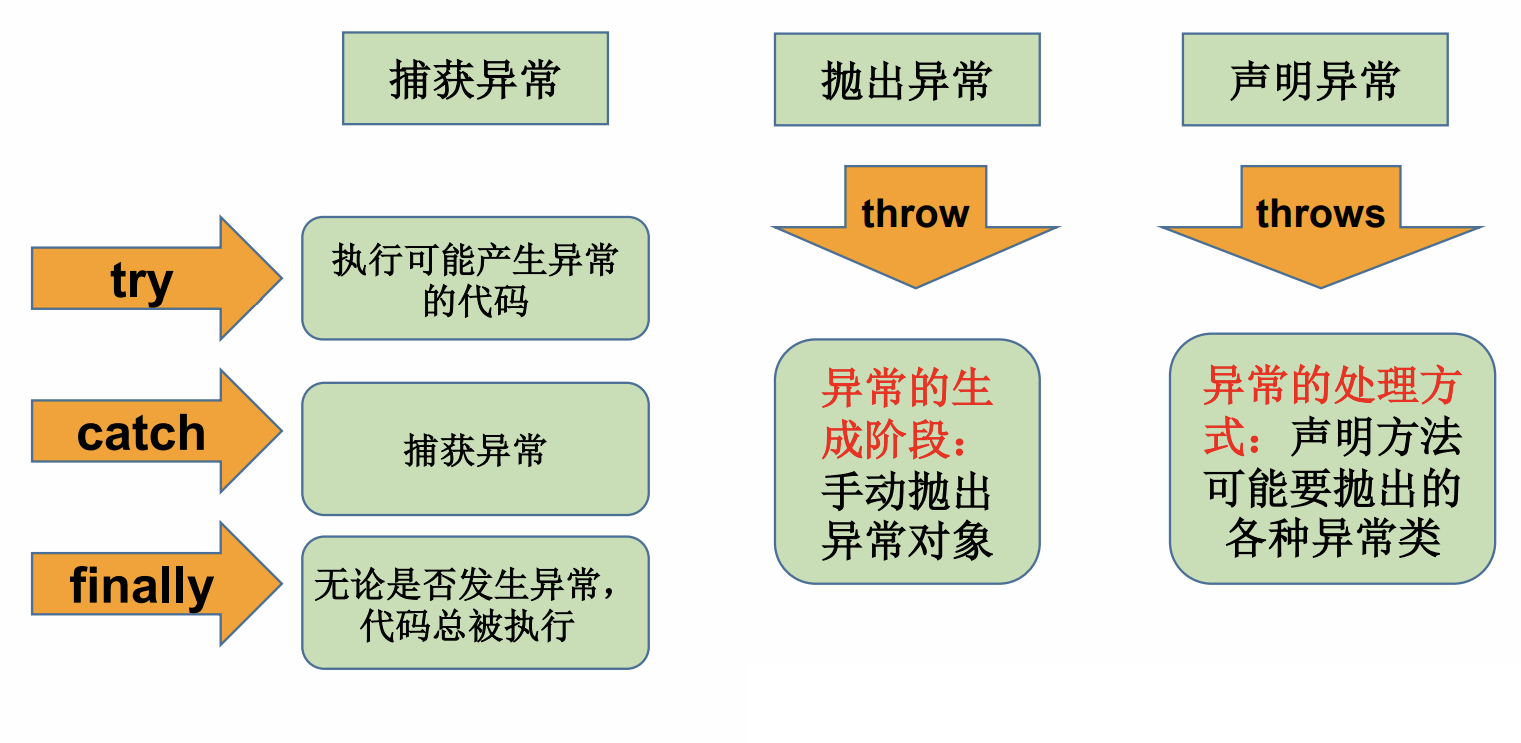 捕获异常
try
执行可能产生异常
的代码
catch
捕获异常
finally
无论是否发生异常，
代码总被执行
抛出异常
throw
异常的生
成阶段：
手动抛出
异常对象
声明异常
throws
异常的处理方
式：声明方法
可能要抛出的
各种异常类